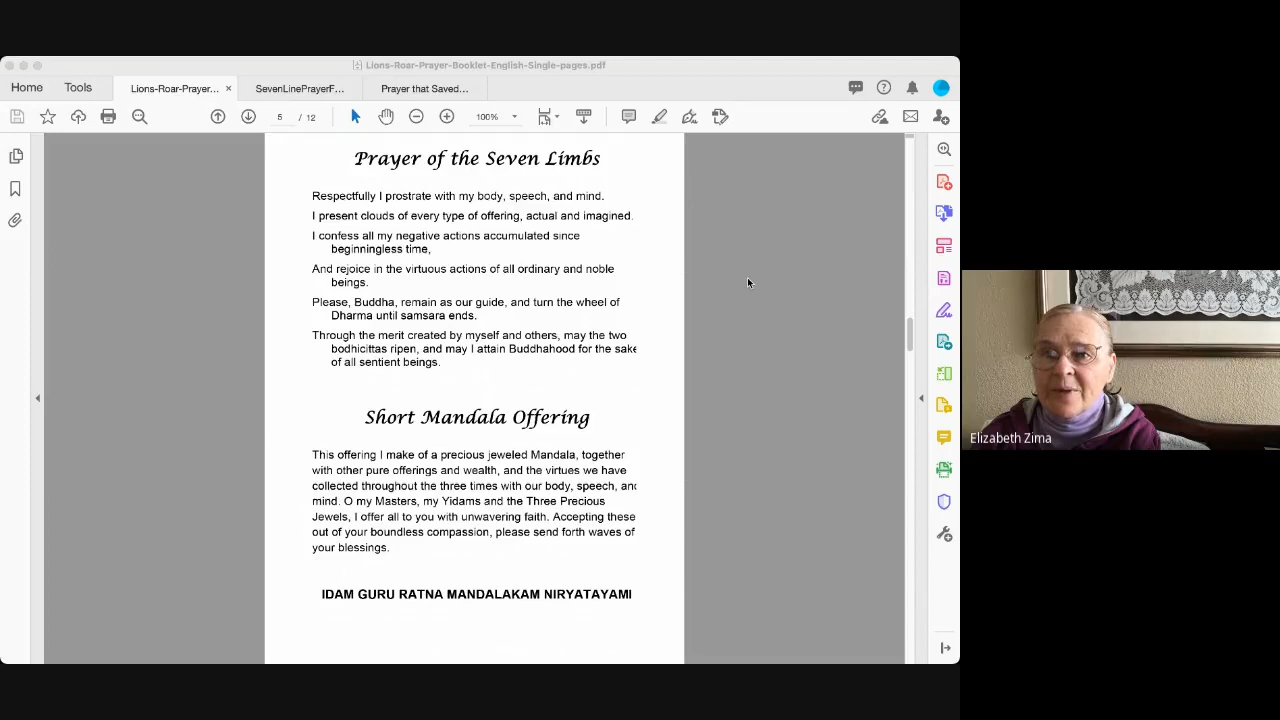 Lions-Roar-Prayer-Booklet-English-Single-pages.pdf
Home Tools Lions-Roar-Prayer... × SevenLinePrayerF... Prayer that Saved...
5 / 12 100%
Prayer of the Seven Limbs
Respectfully I prostrate with my body, speech, and mind.
I present clouds of every type of offering, actual and imagined.
I confess all my negative actions accumulated since
beginningless time,
And rejoice in the virtuous actions of all ordinary and noble
beings.
Please, Buddha, remain as our guide, and turn the wheel of
Dharma until samsara ends.
Through the merit created by myself and others, may the two
bodhicittas ripen, and may I attain Buddhahood for the sake
of all sentient beings.
Short Mandala Offering
This offering I make of a precious jeweled Mandala, together
with other pure offerings and wealth, and the virtues we have
collected throughout the three times with our body, speech, and
mind. O my Masters, my Yidams and the Three Precious
Jewels, I offer all to you with unwavering faith. Accepting these
out of your boundless compassion, please send forth waves of
your blessings.
IDAM GURU RATNA MANDALAKAM NIRYATAYAMI
Elizabeth Zima